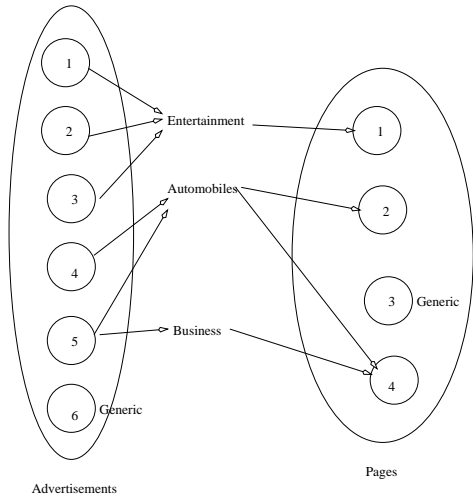 1
2
3
4
5
6 Generic
Advertisements
Entertainment
Automobiles
Business
1
2
3 Generic
4
Pages